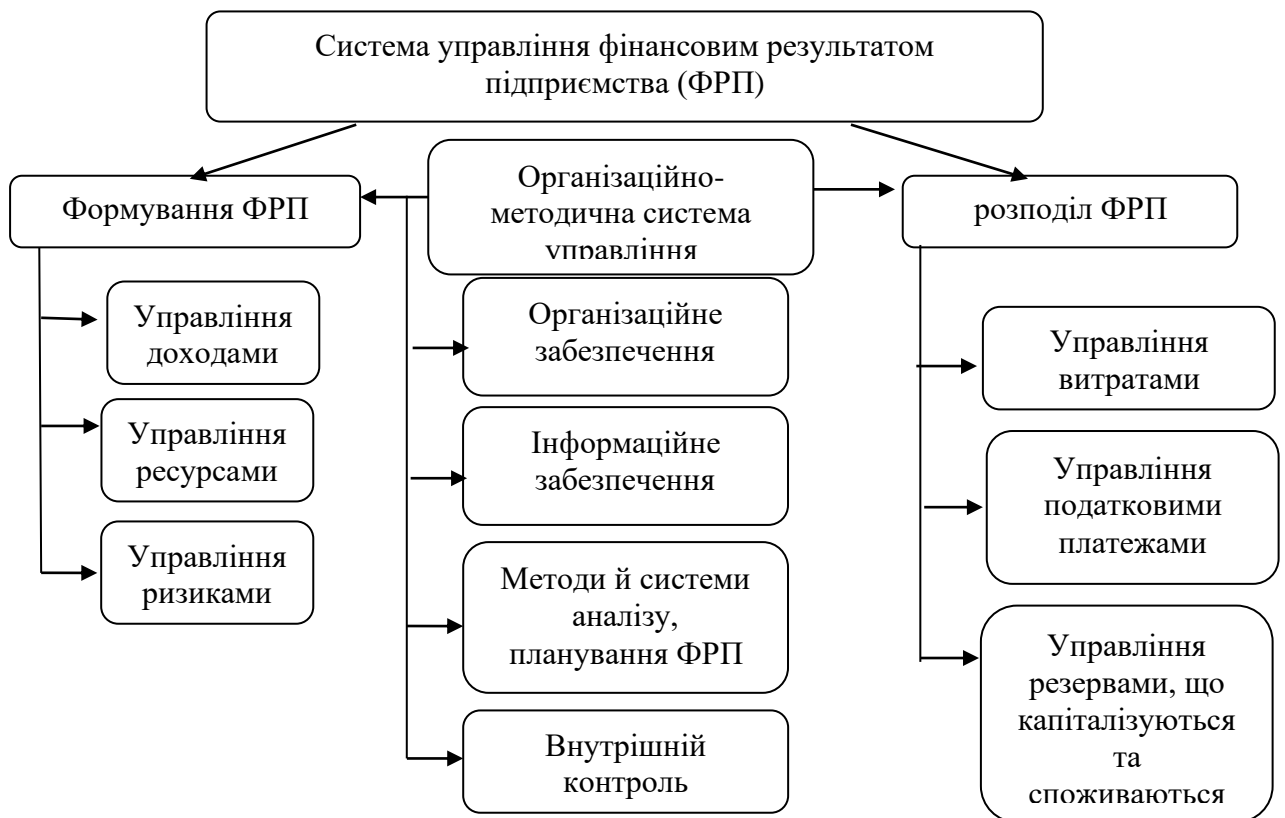 Система управління фінансовим результатом
підприємства (ФРП)
Формування ФРП
Організаційно-
методична система
управління
розподіл ФРП
Управління
доходами
Управління
ресурсами
Управління
ризиками
Організаційне
забезпечення
Інформаційне
забезпечення
Методи й системи
аналізу,
планування ФРП
Внутрішній
контроль
Управління
витратами
Управління
податковими
платежами
Управління
резервами, що
капіталізуються
та
споживаються